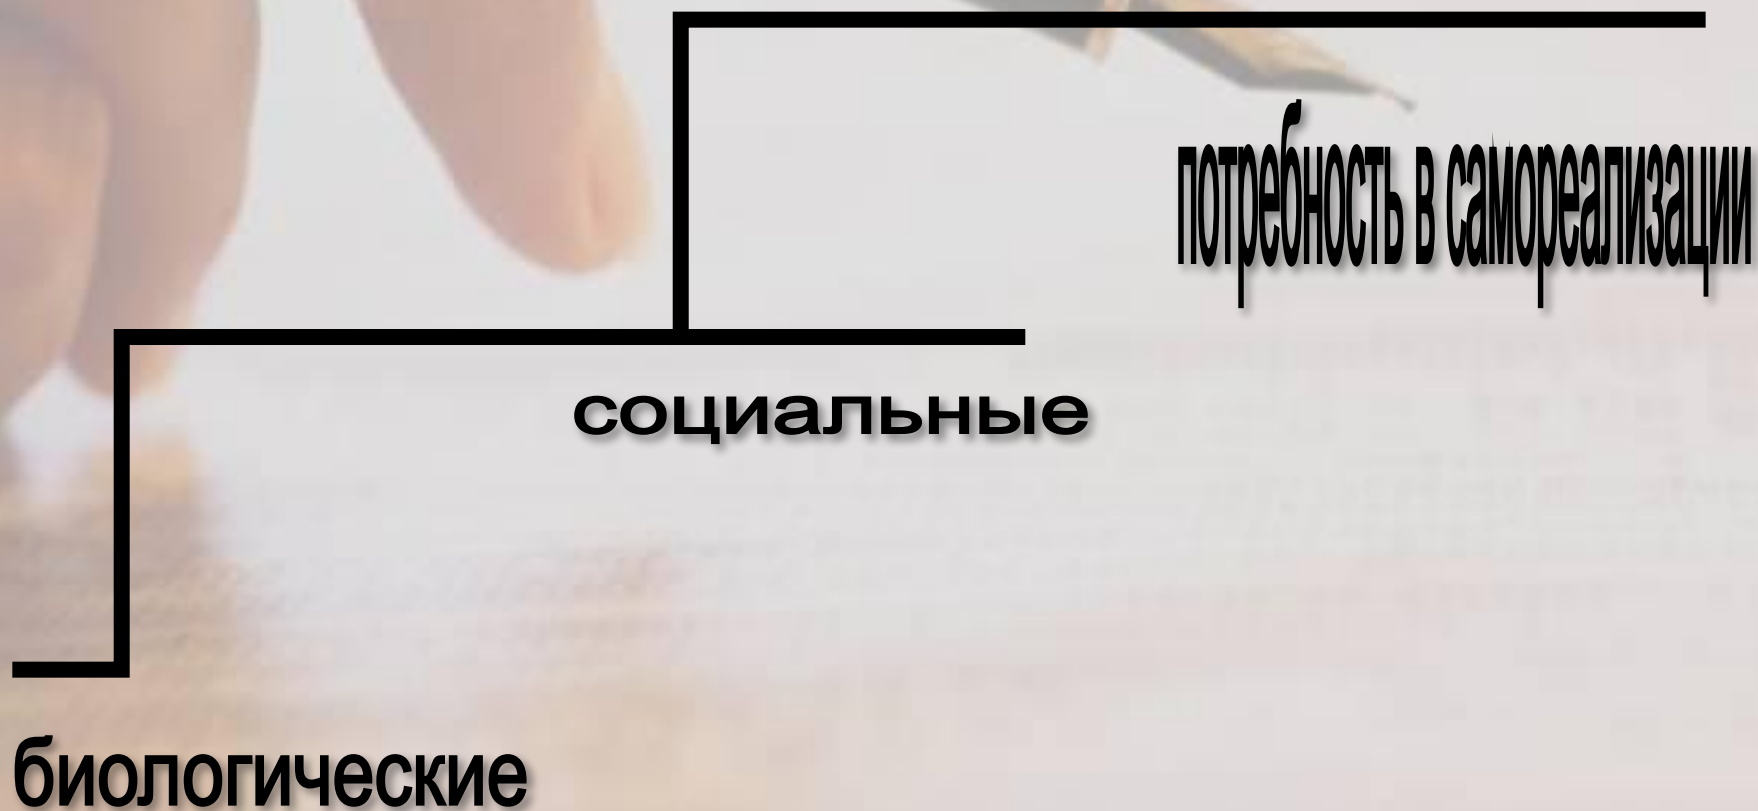 потребность в самореализации
социальные
биологические